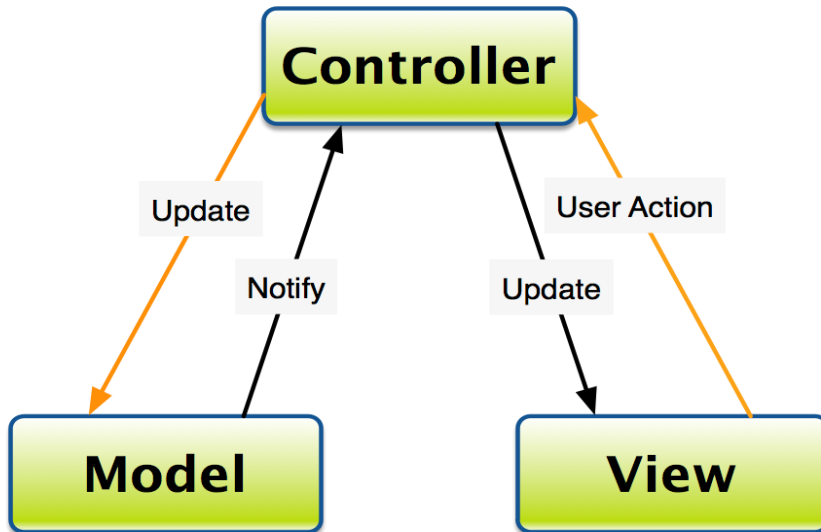 Controller
Update
User Action
Notify
Update
Model
View